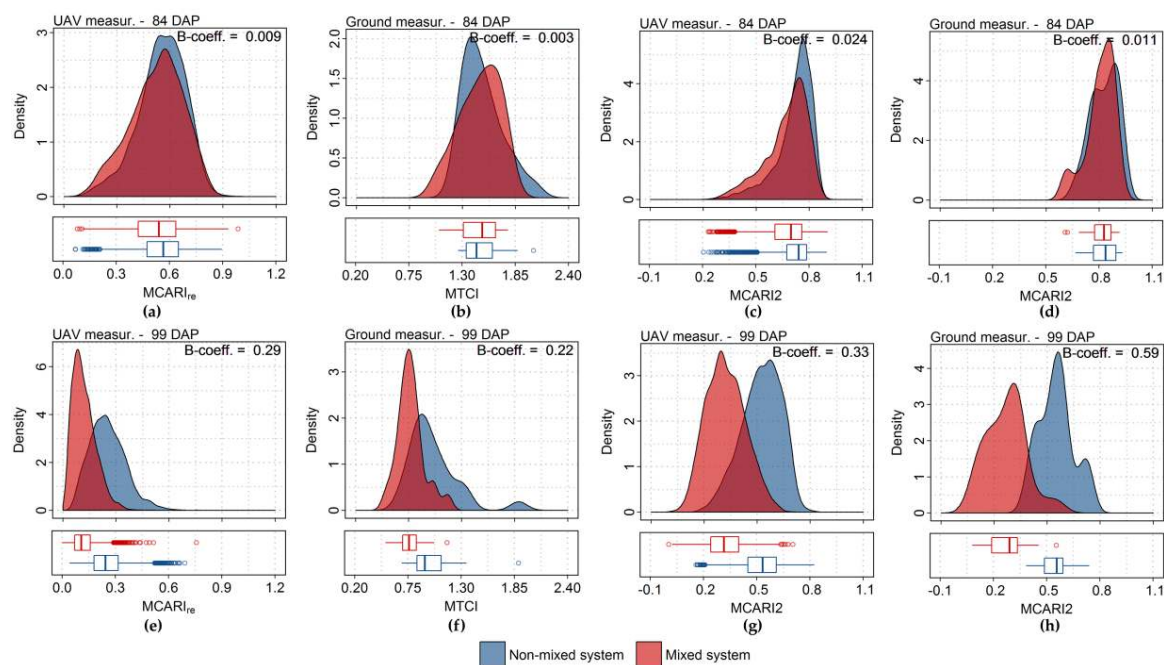 UAV measur. - 84 DAP
B-coeff. = 0.009
Density
0 1 2 3
0.0 0.3 0.6 0.9 1.2
MCARIre
(a)
Ground measur. - 84 DAP
B-coeff. = 0.003
Density
0.0 0.5 1.0 1.5 2.0
0.20 0.75 1.30 1.85 2.40
MTCI
(b)
UAV measur. - 84 DAP
B-coeff. = 0.024
Density
0 2 4
-0.1 0.2 0.5 0.8 1.1
MCARI2
(c)
Ground measur. - 84 DAP
B-coeff. = 0.011
Density
0 2 4
-0.1 0.2 0.5 0.8 1.1
MCARI2
(d)
UAV measur. - 99 DAP
B-coeff. = 0.29
Density
0 2 4 6
0.0 0.3 0.6 0.9 1.2
MCARIre
(e)
Ground measur. - 99 DAP
B-coeff. = 0.22
Density
0 1 2 3
0.20 0.75 1.30 1.85 2.40
MTCI
(f)
UAV measur. - 99 DAP
B-coeff. = 0.33
Density
0 1 2 3
-0.1 0.2 0.5 0.8 1.1
MCARI2
(g)
Ground measur. - 99 DAP
B-coeff. = 0.59
Density
0 1 2 3 4
-0.1 0.2 0.5 0.8 1.1
MCARI2
(h)
Non-mixed system
Mixed system